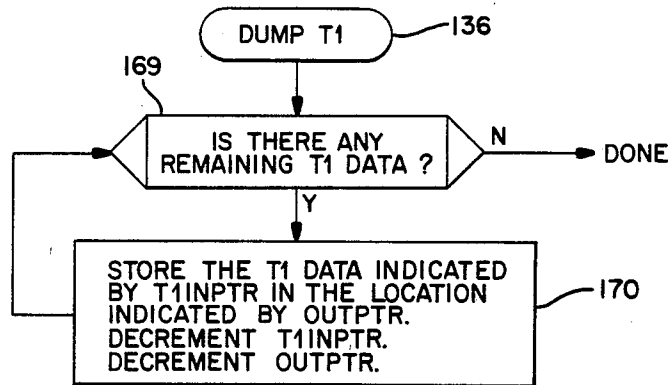 DUMP T1
136
169
IS THERE ANY
REMAINING T1 DATA ?
N
DONE
Y
STORE THE T1 DATA INDICATED
BY T1INPTR IN THE LOCATION
INDICATED BY OUTPTR.
DECREMENT T1INPTR.
DECREMENT OUTPTR.
170